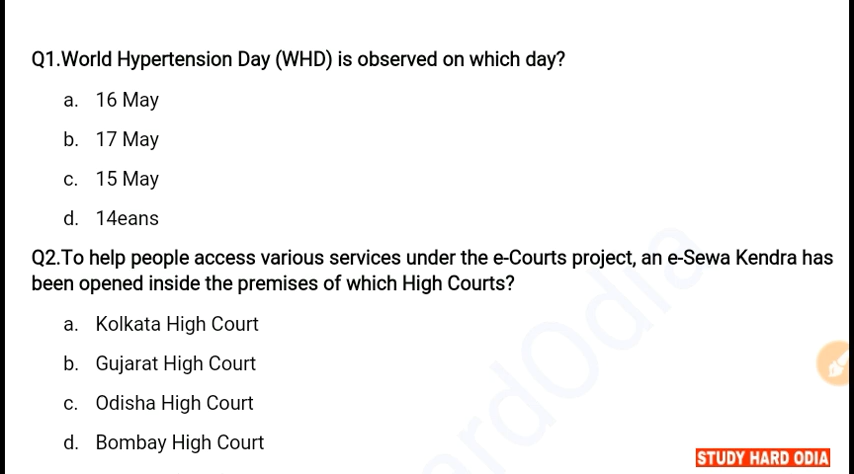 Q1.World Hypertension Day (WHD) is observed on which day?
a. 16 May
b. 17 May
c. 15 May
d. 14eans
Q2.To help people access various services under the e-Courts project, an e-Sewa Kendra has
been opened inside the premises of which High Courts?
a. Kolkata High Court
b. Gujarat High Court
c. Odisha High Court
d. Bombay High Court
STUDY HARD ODIA
ardOdia